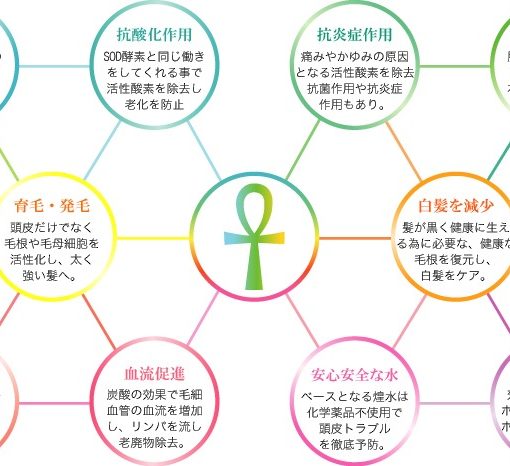 抗酸化作用
SOD酵素と同じ働き
をしてくれる事で
活性酸素を除去し
老化を防止
抗炎症作用
痛みやかゆみの原因
となる活性酸素を除去
抗菌作用や抗炎症
作用もあり。
育毛・発毛
頭皮だけでなく
毛根や毛母細胞を
活性化し、太く
強い髪へ。
白髪を減少
髪が黒く健康に生え
る為に必要な、健康な
毛根を復元し、
白髪をケア。
血流促進
炭酸の効果で毛細
血管の血流を増加
し、リンパを流し
老廃物除去。
安心安全な水
ベースとなる煌水は
化学薬品不使用で
頭皮トラブル
を徹底予防。